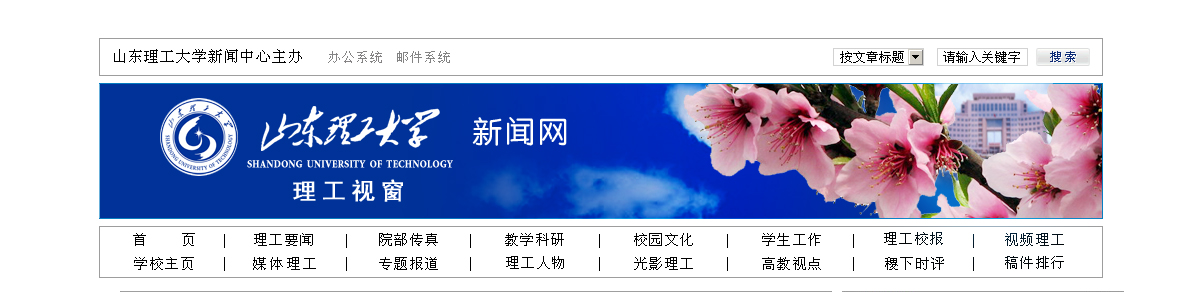 山东理工大学新闻中心主办 办公系统 邮件系统 按文章标题 请输入关键字 搜索
山东理工大学 新闻网
SHANDONG UNIVERSITY OF TECHNOLOGY
理工视窗
首 页 | 理工要闻 | 院部传真 | 教学科研 | 校园文化 | 学生工作 | 理工校报 | 视频理工
学校主页 | 媒体理工 | 专题报道 | 理工人物 | 光影理工 | 高教视点 | 稷下时评 | 稿件排行